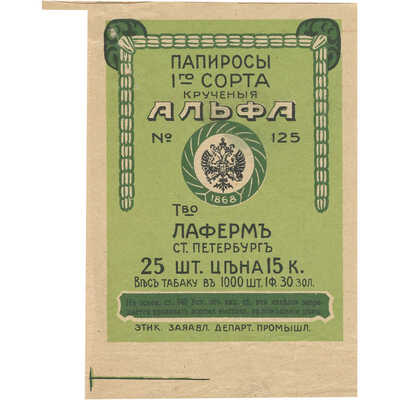 ПАПИРОСЫ
1го СОРТА
КРУЧЕНЫЯ
АЛЬФА
№ 125
1868
Тво
ЛАФЕРМЪ
СТ. ПЕТЕРБУРГЪ
25 ШТ. ЦѢНА 15 К.
ВѢСЪ ТАБАКУ ВЪ 1000 ШТ. 1Ф. 30 ЗОЛ.
ЭТИК. ЗАЯВЛ. ДЕПАРТ. ПРОМЫШЛ.